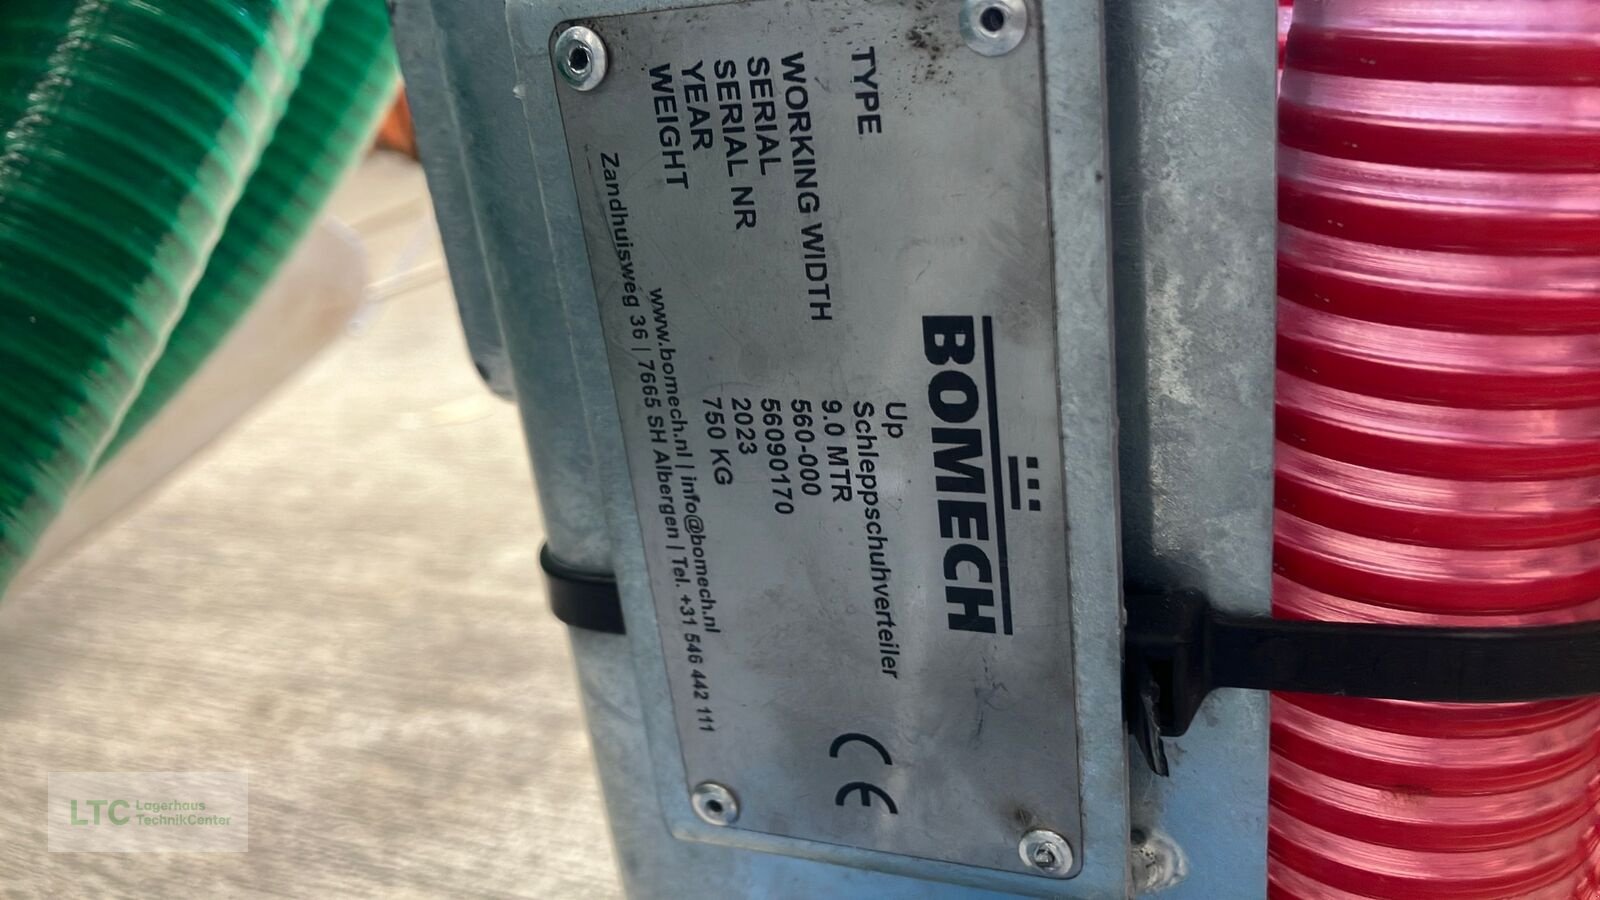 BOMECH
TYPE Up
Schleppschuhverteiler
WORKING WIDTH 9.0 MTR
SERIAL 560-000
SERIAL NR 56090170
YEAR 2023
WEIGHT 750 KG
www.bomech.nl | info@bomech.nl
Zandhuisweg 36 | 7665 SH Albergen | Tel. +31 546 442 111
CE
LTC Lagerhaus
TechnikCenter